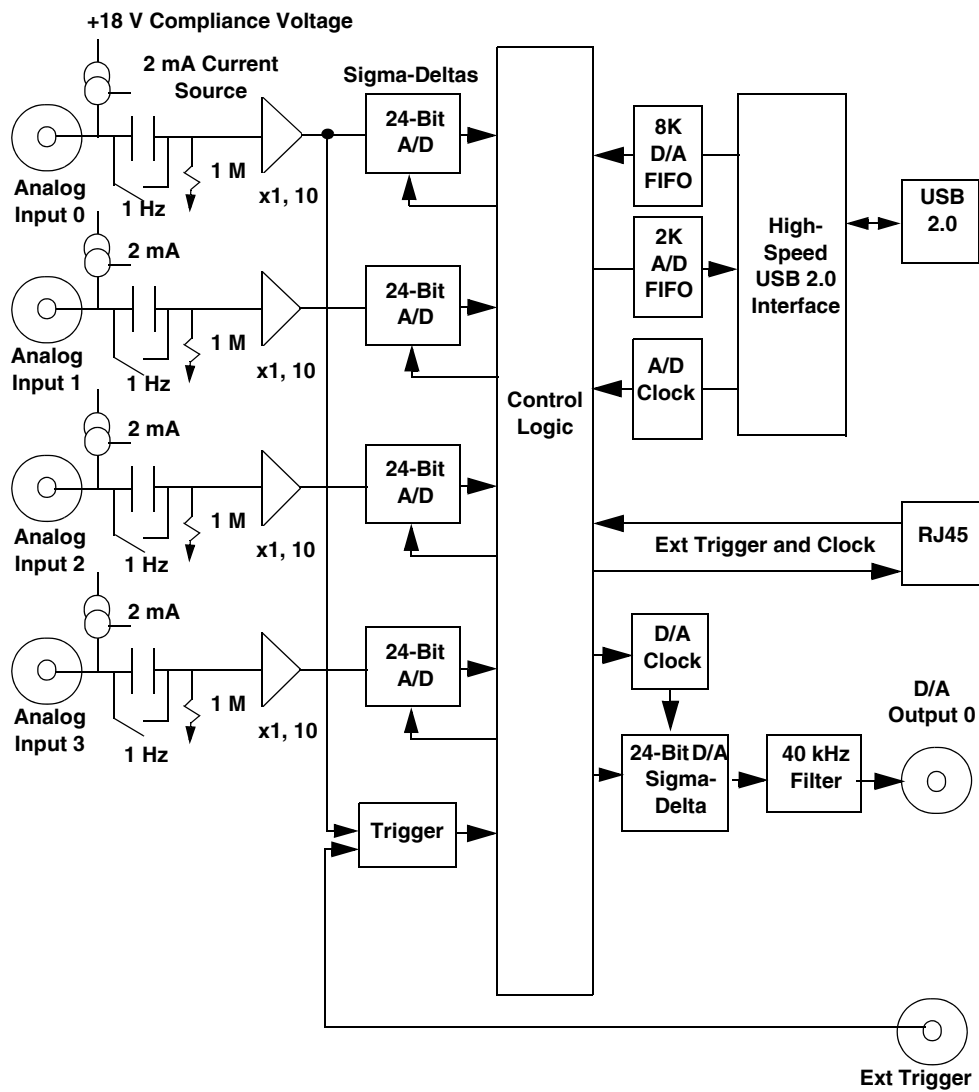 +18 V Compliance Voltage
2 mA Current
Source
Sigma-Deltas
24-Bit
A/D
1 M
x1, 10
1 Hz
Analog
Input 0
2 mA
24-Bit
A/D
1 M
x1, 10
1 Hz
Analog
Input 1
2 mA
24-Bit
A/D
1 M
x1, 10
1 Hz
Analog
Input 2
2 mA
24-Bit
A/D
1 M
x1, 10
1 Hz
Analog
Input 3
Trigger
Control
Logic
8K
D/A
FIFO
2K
A/D
FIFO
A/D
Clock
High-
Speed
USB 2.0
Interface
USB
2.0
Ext Trigger and Clock
RJ45
D/A
Clock
24-Bit D/A
Sigma-
Delta
40 kHz
Filter
D/A
Output 0
Ext Trigger